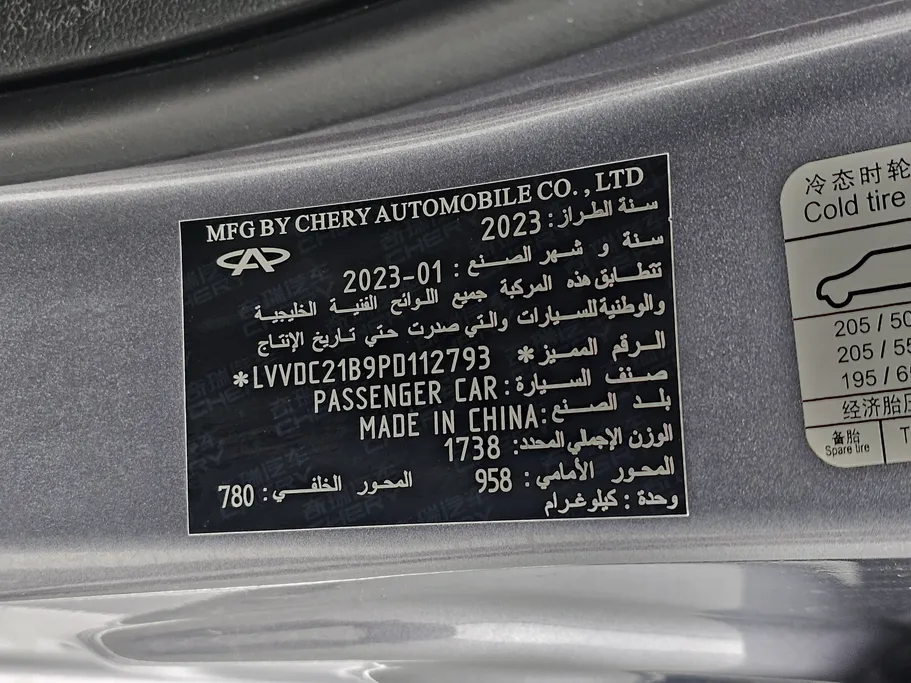 MFG BY CHERY AUTOMOBILE CO. , LTD
سنة الطراز: 2023
سنة و شهر الصنع : 2023-01
تتطابق هذه المركبة جميع اللوائح الفنية الخليجية
والوطنية للسيارات والتي صدرت حتي تاريخ الإنتاج
الرقم المميز: *LVVDC21B9PD112793*
صنف السيارة: PASSENGER CAR
بلد الصنع: MADE IN CHINA
الوزن الإجمالي المحدد: 1738
المحور الأمامي: 958 المحور الخلفي: 780
وحدة : كيلوغرام
冷态时轮
Cold tire
205 / 50
205 / 55
195 / 65
经济胎压
备胎
Spare tire